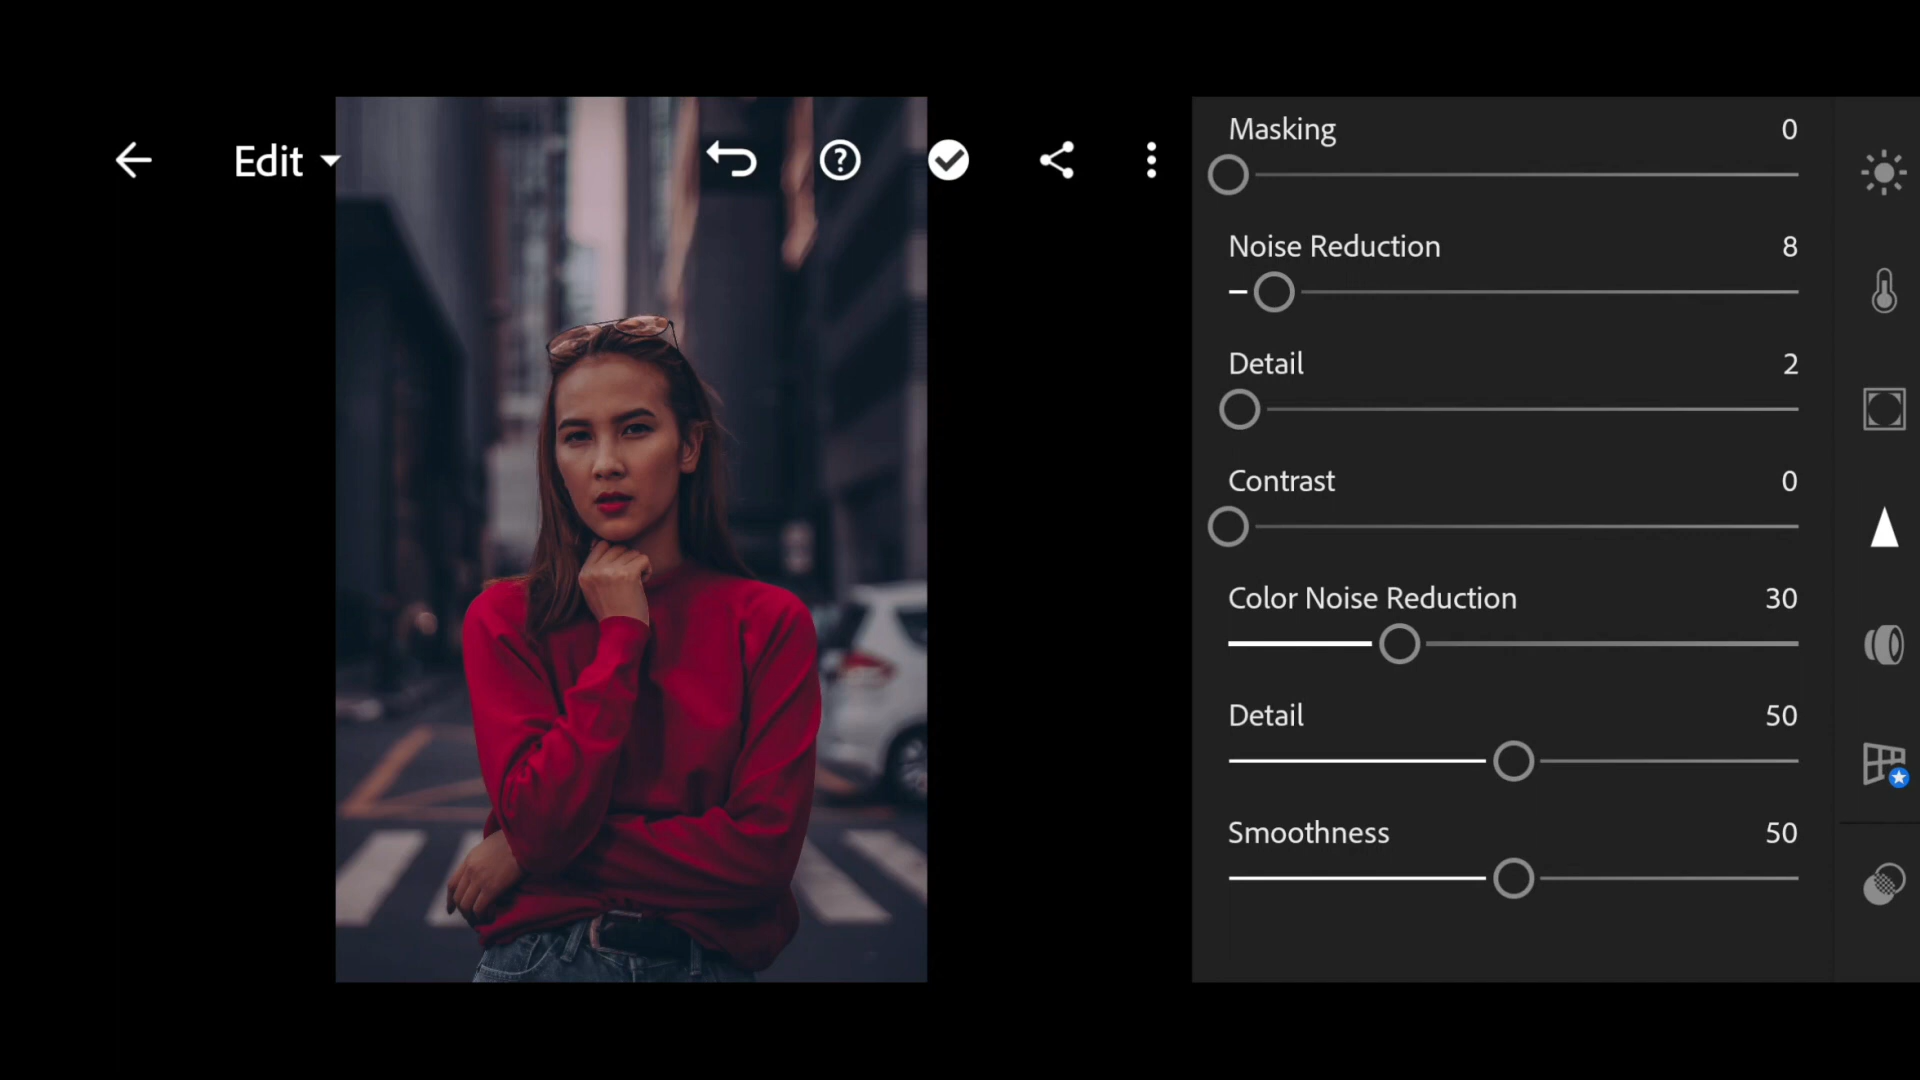 Edit
Masking 0
Noise Reduction 8
Detail 2
Contrast 0
Color Noise Reduction 30
Detail 50
Smoothness 50